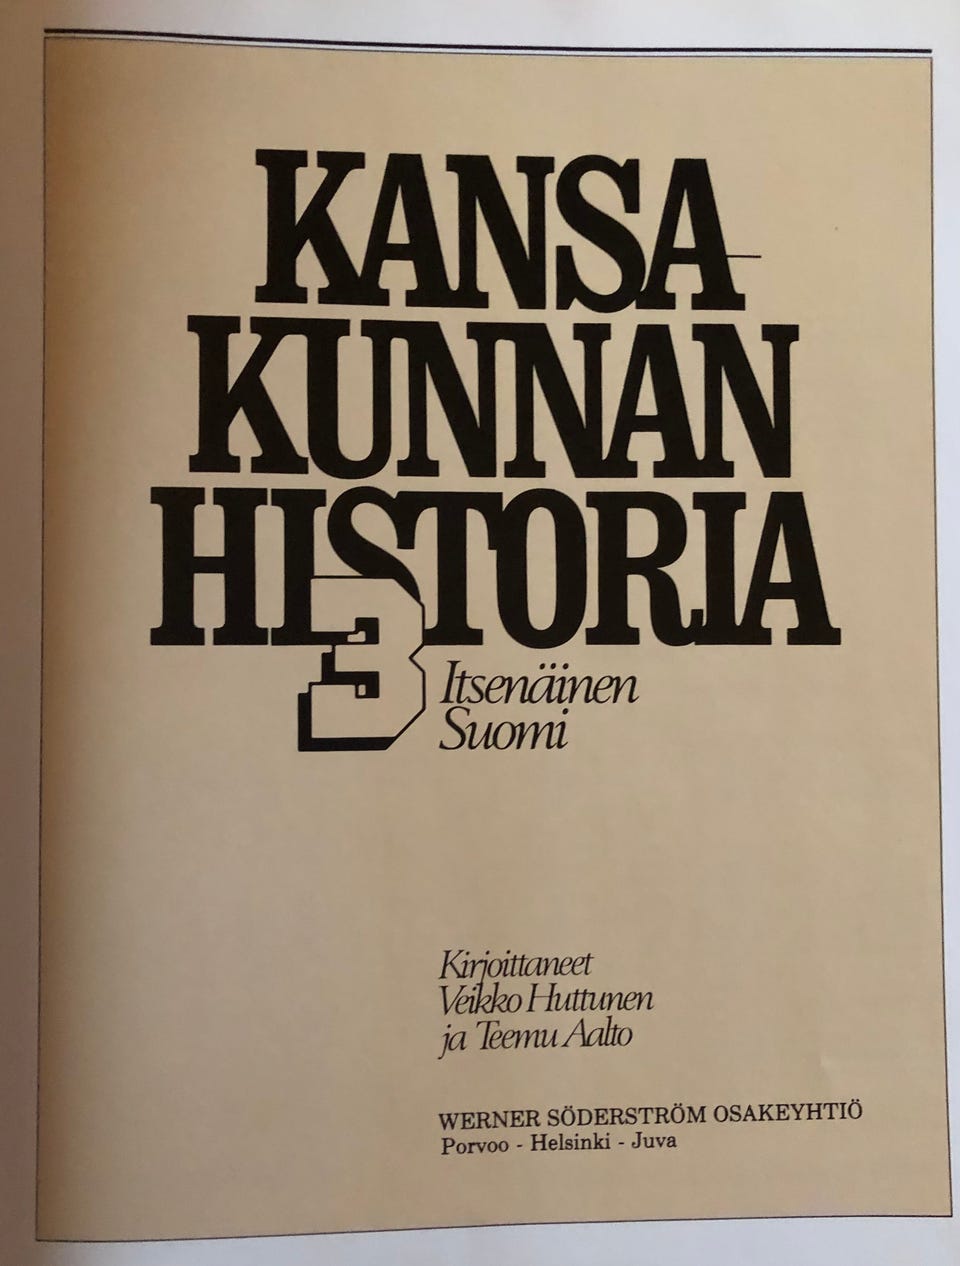 KANSA-
KUNNAN
HISTORIA
3 Itsenäinen
Suomi
Kirjoittaneet
Veikko Huttunen
ja Teemu Aalto
WERNER SÖDERSTRÖM OSAKEYHTIÖ
Porvoo - Helsinki - Juva